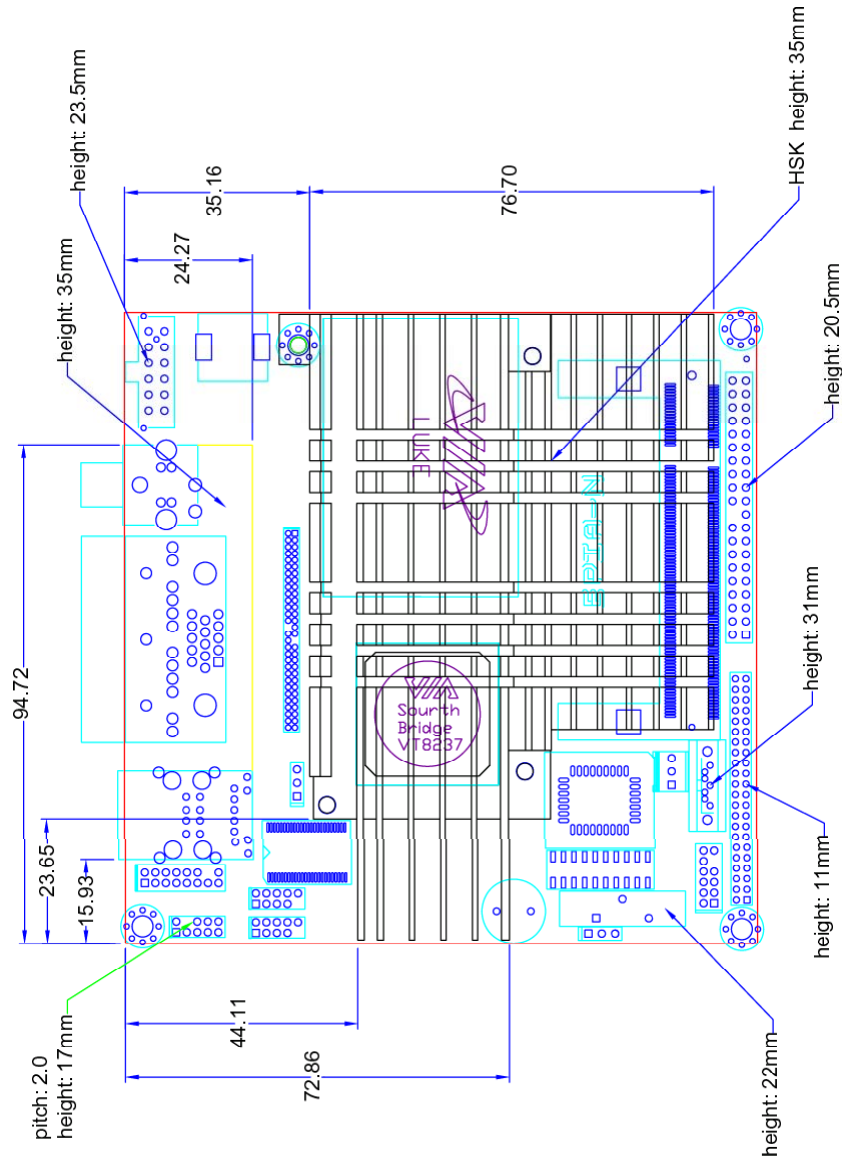 height: 23.5mm
35.16
24.27
height: 35mm
76.70
HSK height: 35mm
94.72
VIA
LUKE
EPIA-N
height: 20.5mm
VIA
Sourth
Bridge
VT8237
height: 31mm
23.65
15.93
height: 11mm
pitch: 2.0
height: 17mm
44.11
72.86
height: 22mm